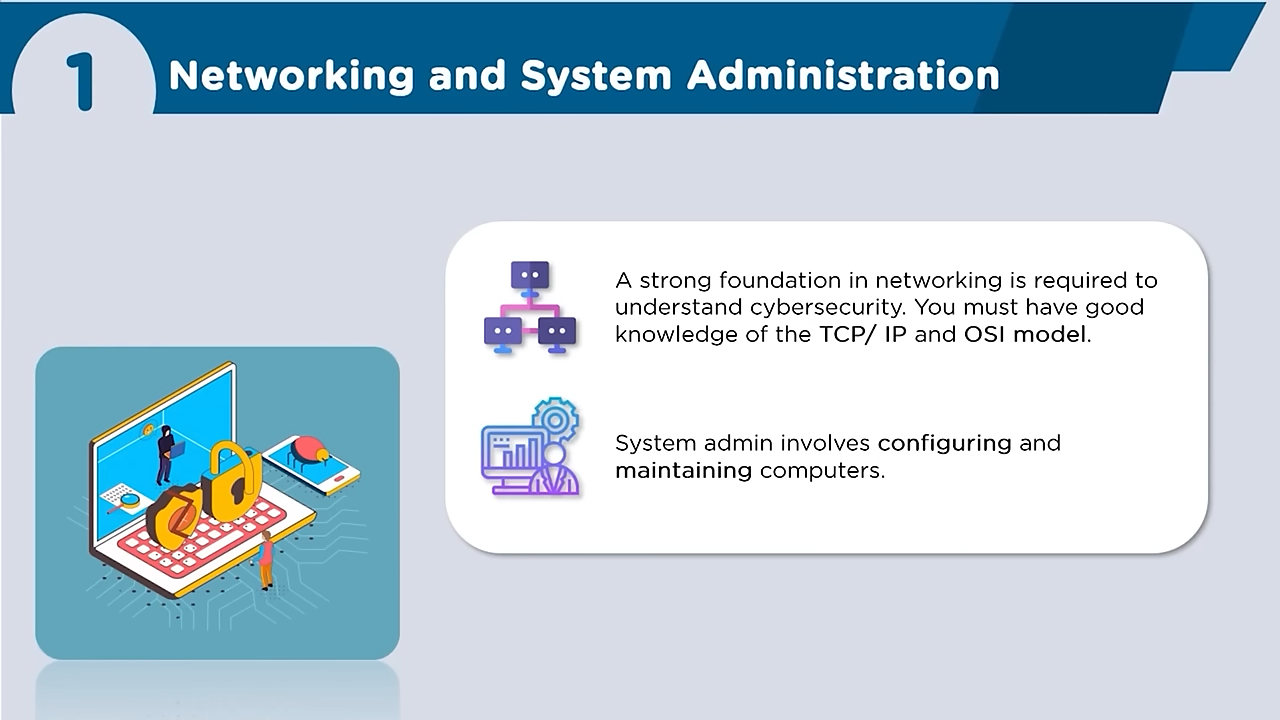 1
Networking and System Administration
A strong foundation in networking is required to
understand cybersecurity. You must have good
knowledge of the TCP/ IP and OSI model.
System admin involves configuring and
maintaining computers.